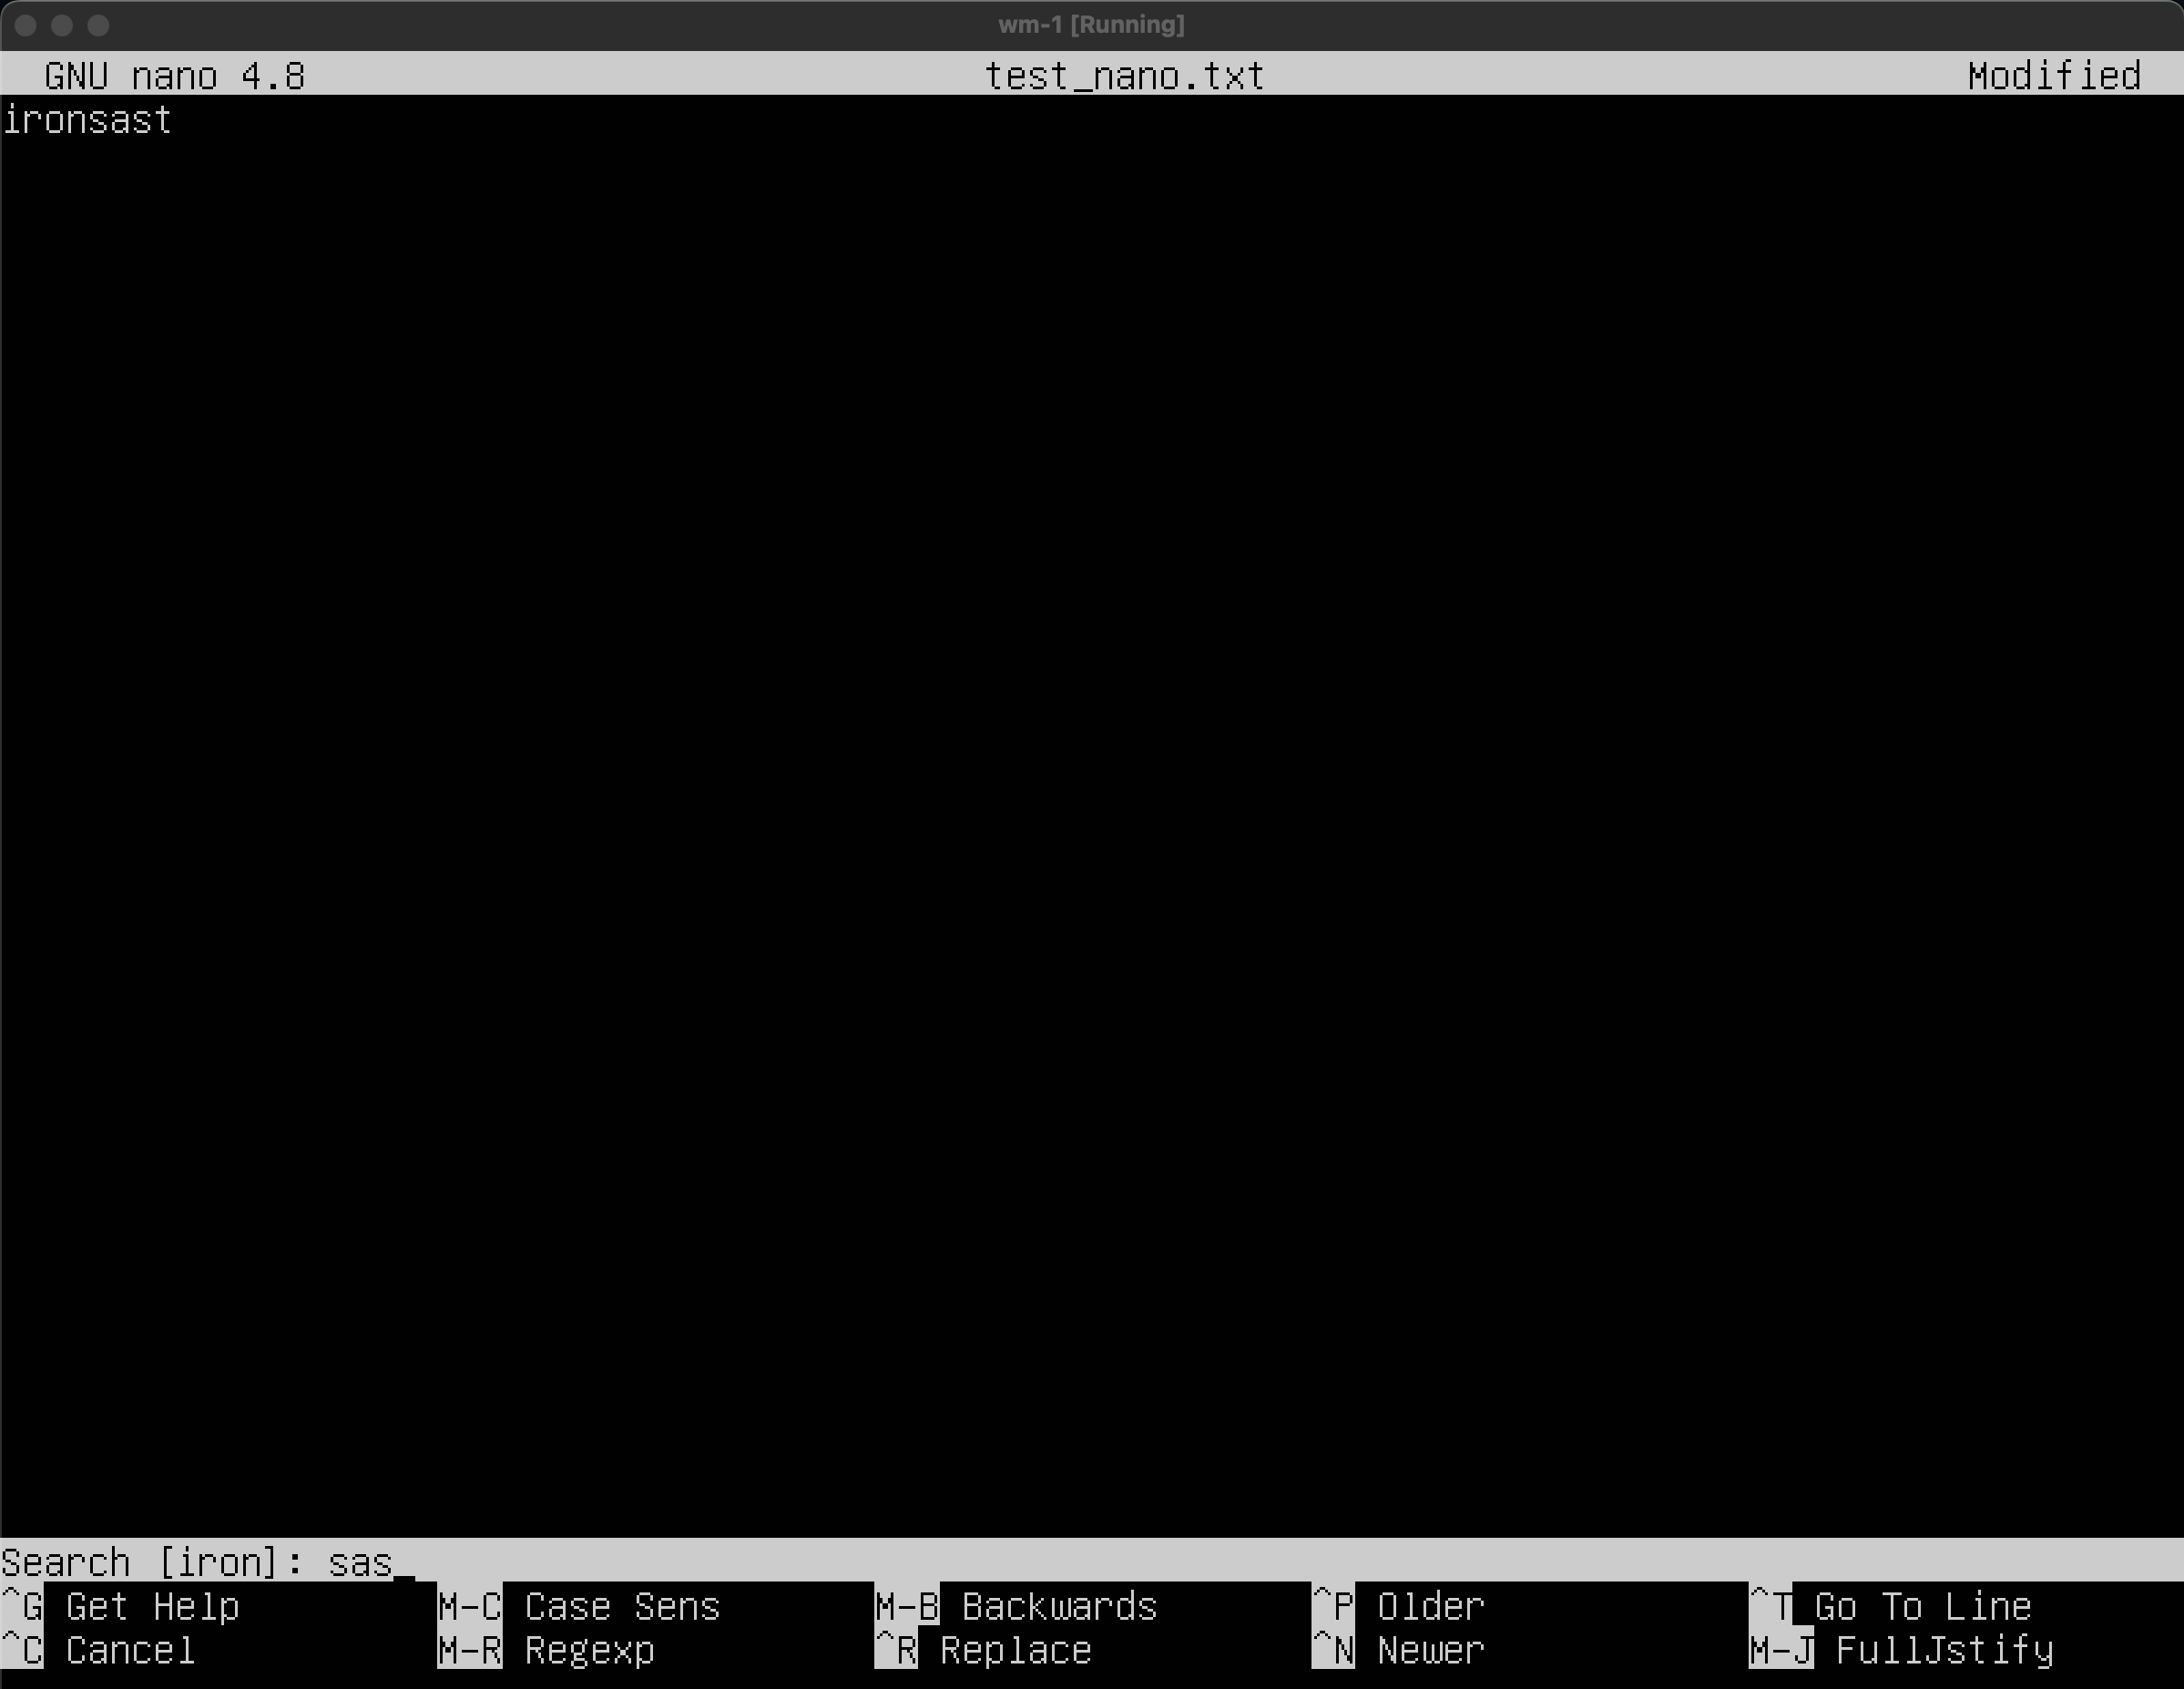 wm-1 [Running]
GNU nano 4.8 test_nano.txt Modified
ironsast
Search [iron]: sas_
^G Get Help M-C Case Sens M-B Backwards ^P Older ^T Go To Line
^C Cancel M-R Regexp ^R Replace ^N Newer M-J FullJstify